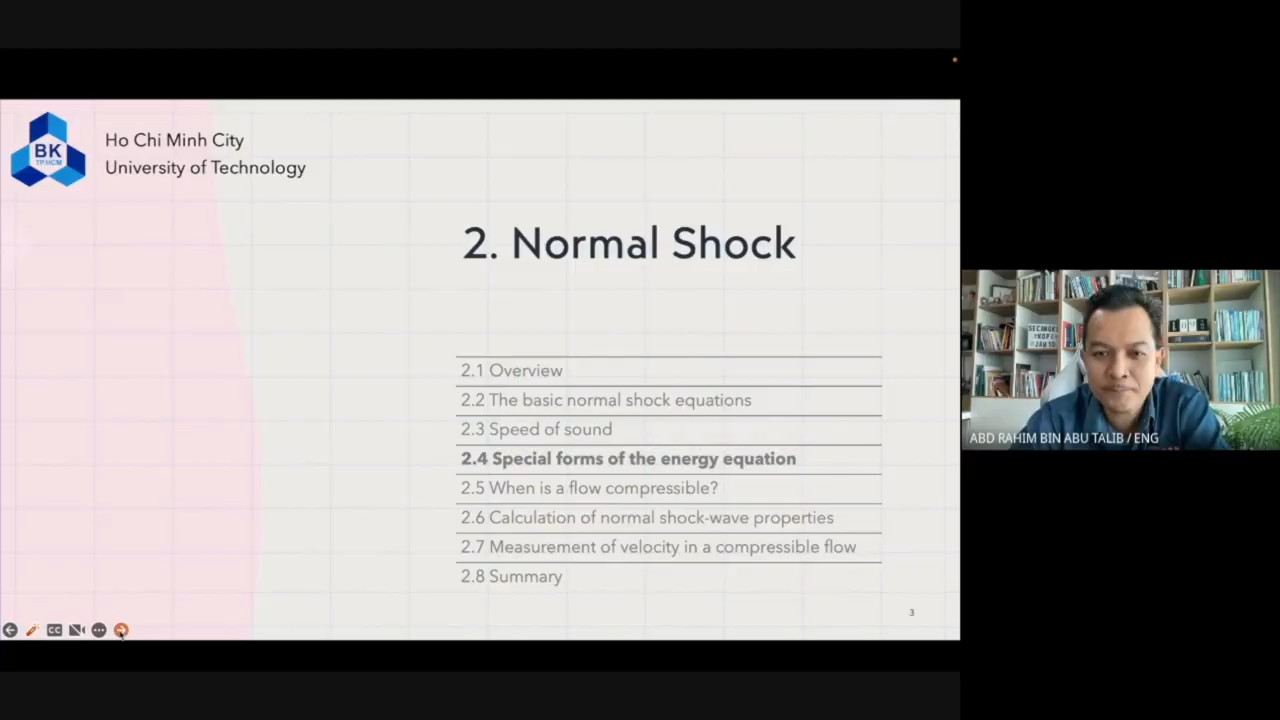 BK
TP.HCM
Ho Chi Minh City
University of Technology
2. Normal Shock
2.1 Overview
2.2 The basic normal shock equations
2.3 Speed of sound
2.4 Special forms of the energy equation
2.5 When is a flow compressible?
2.6 Calculation of normal shock-wave properties
2.7 Measurement of velocity in a compressible flow
2.8 Summary
3
CC
ABD RAHIM BIN ABU TALIB / ENG